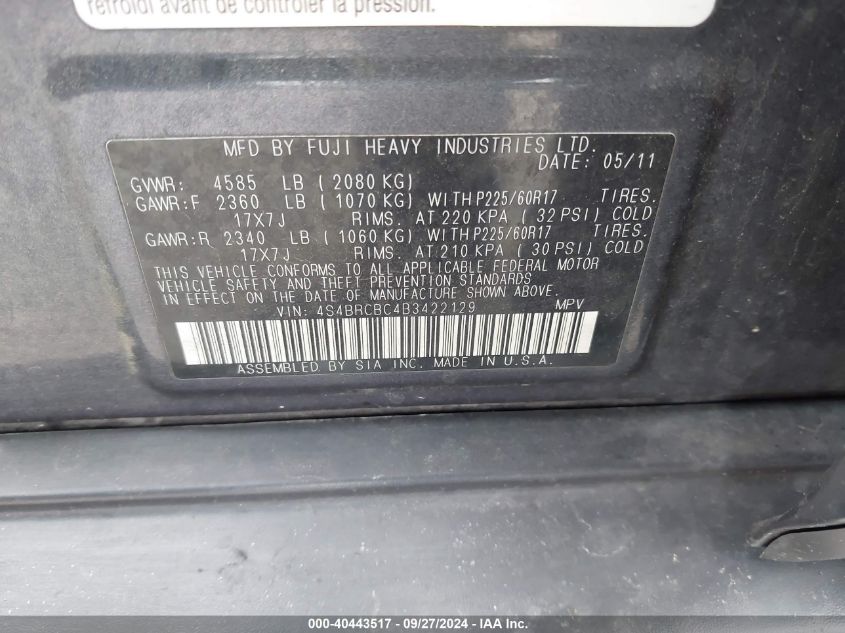 refroidi avant de contrôler la pression.
MFD BY FUJI HEAVY INDUSTRIES LTD.
DATE: 05/11
GVWR: 4585 LB ( 2080 KG)
GAWR:F 2360 LB ( 1070 KG) WITH P225/60R17 TIRES.
17X7J RIMS. AT 220 KPA ( 32 PSI) COLD
GAWR:R 2340 LB ( 1060 KG) WITH P225/60R17 TIRES.
17X7J RIMS. AT 210 KPA ( 30 PSI) COLD
THIS VEHICLE CONFORMS TO ALL APPLICABLE FEDERAL MOTOR
VEHICLE SAFETY AND THEFT PREVENTION STANDARDS
IN EFFECT ON THE DATE OF MANUFACTURE SHOWN ABOVE.
VIN: 4S4BRCBC4B3422129 MPV
ASSEMBLED BY SIA INC. MADE IN U.S.A.
000-40443517 - 09/27/2024 - WWW.IAAI.COM